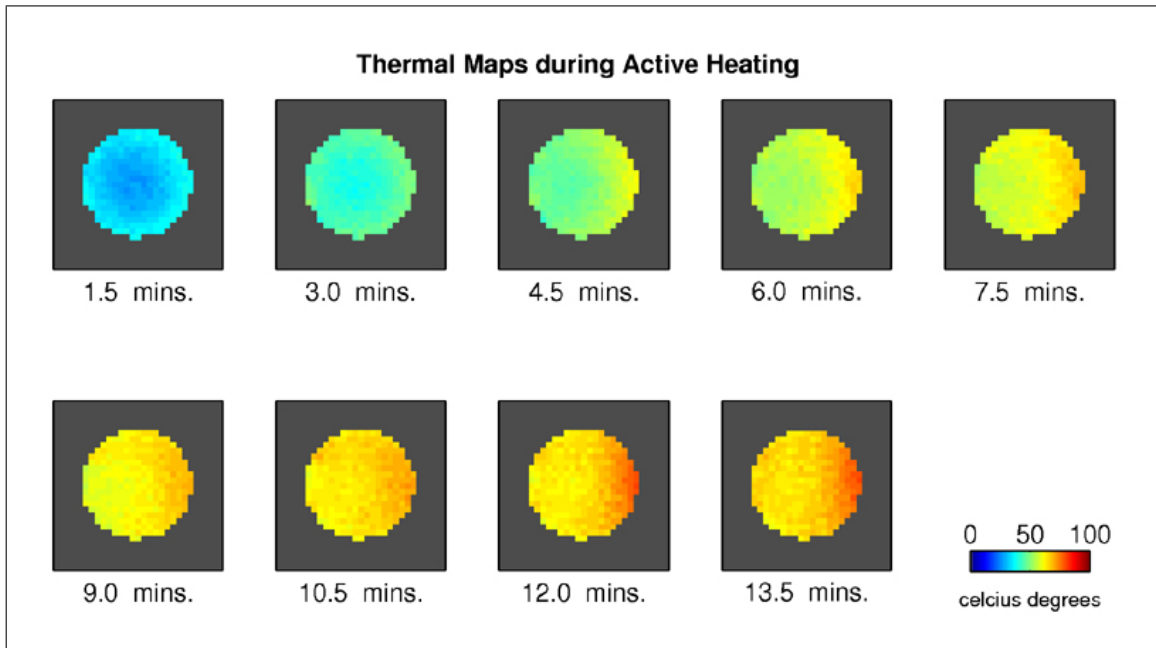 Thermal Maps during Active Heating
1.5 mins.
3.0 mins.
4.5 mins.
6.0 mins.
7.5 mins.
9.0 mins.
10.5 mins.
12.0 mins.
13.5 mins.
0 50 100
celcius degrees